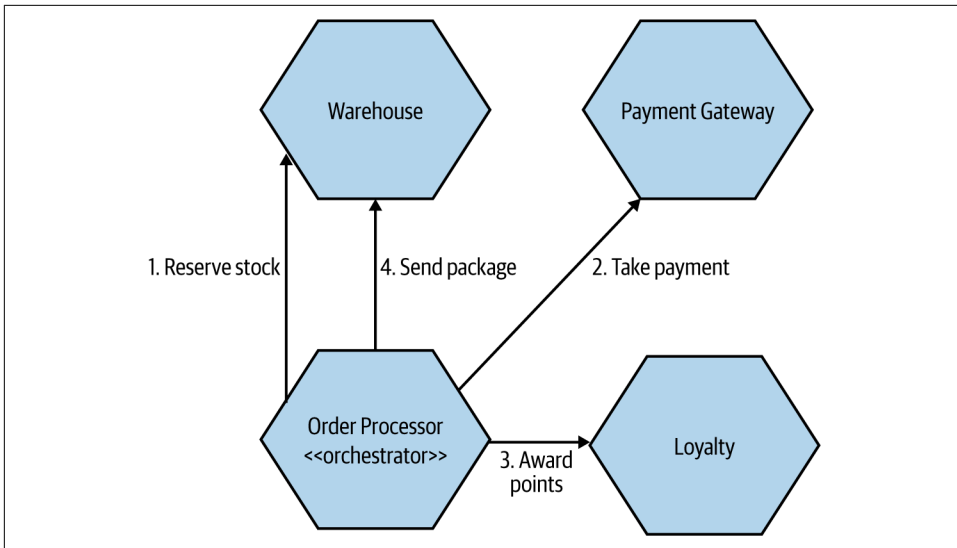 Warehouse
Payment Gateway
1. Reserve stock
4. Send package
2. Take payment
Order Processor
<<orchestrator>>
3. Award
points
Loyalty